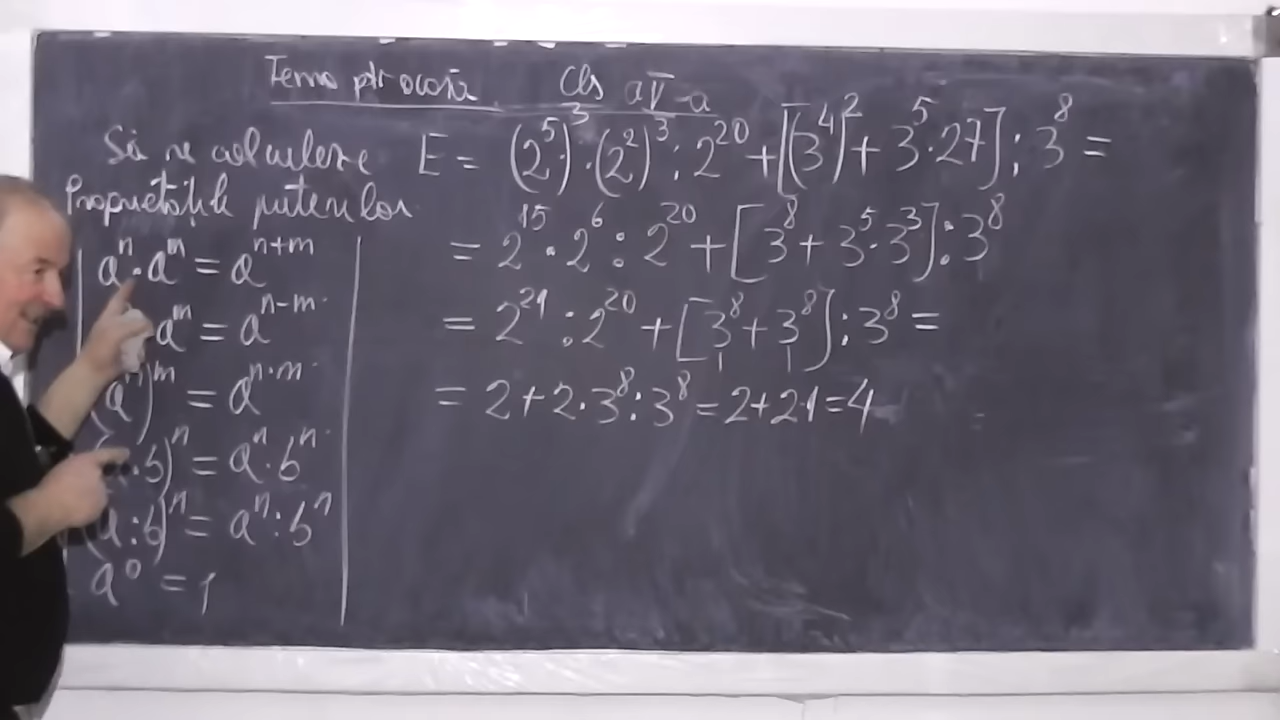 Tema ptr acasă Cls a V-a
Să se calculeze E = (2⁵)³·(2²)³:2²⁰+[(3⁴)²+3⁵·27]:3⁸=
Proprietățile puterilor
aⁿ·aᵐ=aⁿ⁺ᵐ
aᵐ=aⁿ⁻ᵐ
(aⁿ)ᵐ=aⁿ·ᵐ
·b)ⁿ=aⁿ·bⁿ
(a:b)ⁿ=aⁿ:bⁿ
a⁰=1
=2¹⁵·2⁶:2²⁰+[3⁸+3⁵·3³]:3⁸
=2²¹:2²⁰+[3⁸+3⁸]:3⁸=
=2+2·3⁸:3⁸=2+2·1=4